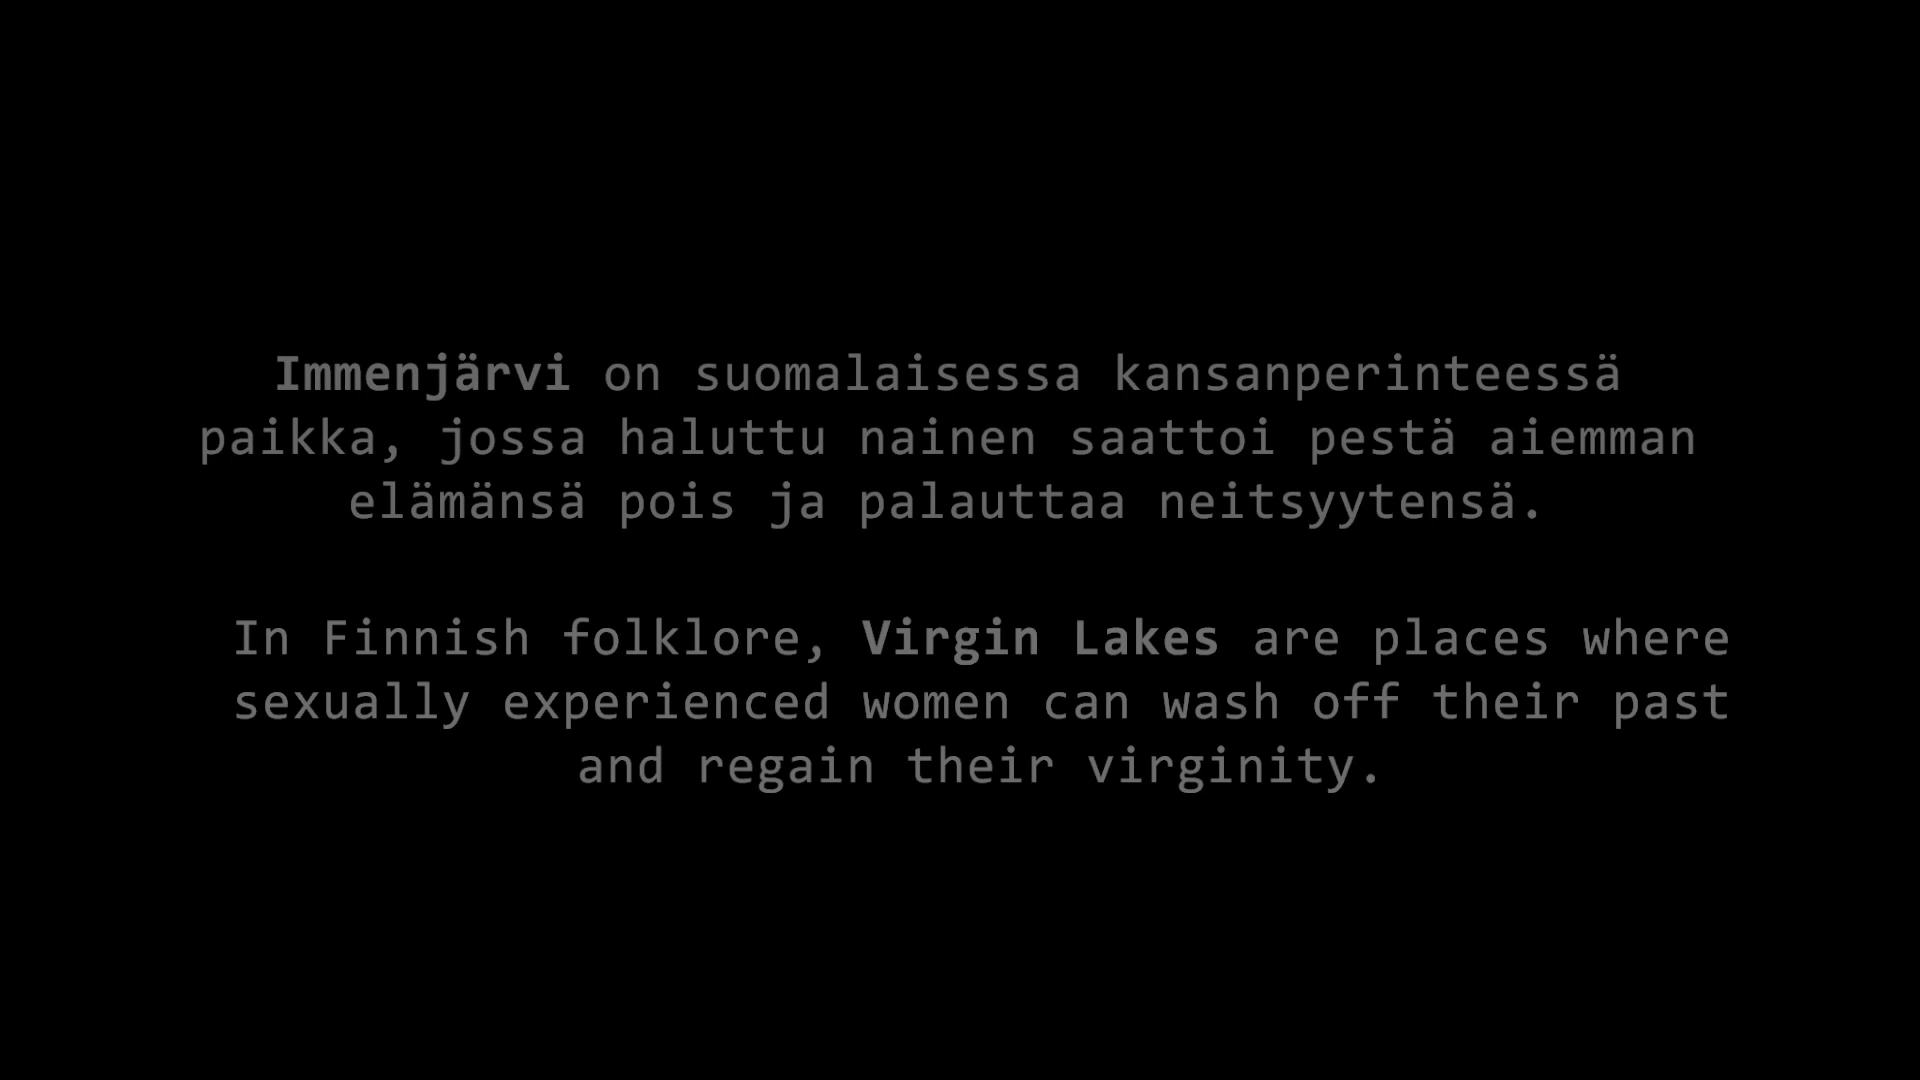 Immenjärvi on suomalaisessa kansanperinteessä
paikka, jossa haluttu nainen saattoi pestä aiemman
elämänsä pois ja palauttaa neitsyytensä.
In Finnish folklore, Virgin Lakes are places where
sexually experienced women can wash off their past
and regain their virginity.